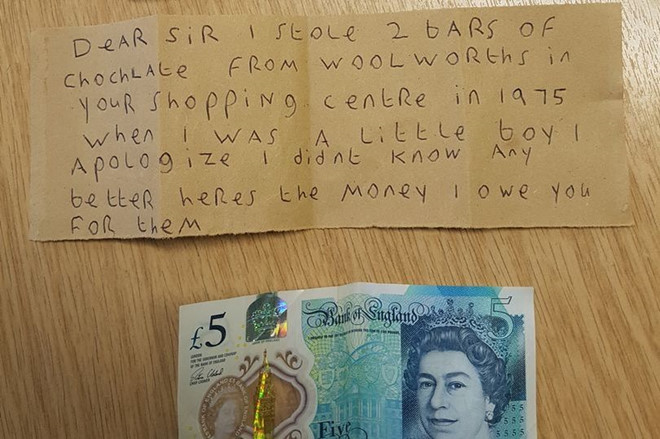 DEAR SiR I StOLE 2 bARS OF
CHOCHLAtE FROM WOOLWORtHS in
YOUR SHOPPiNg centre in 1975
WHEN I WAS A Little boy I
APologize I didnt KNOW ANy
better heres the MONEY I owe you
FOR theM
£5
Bank of England
5
Five